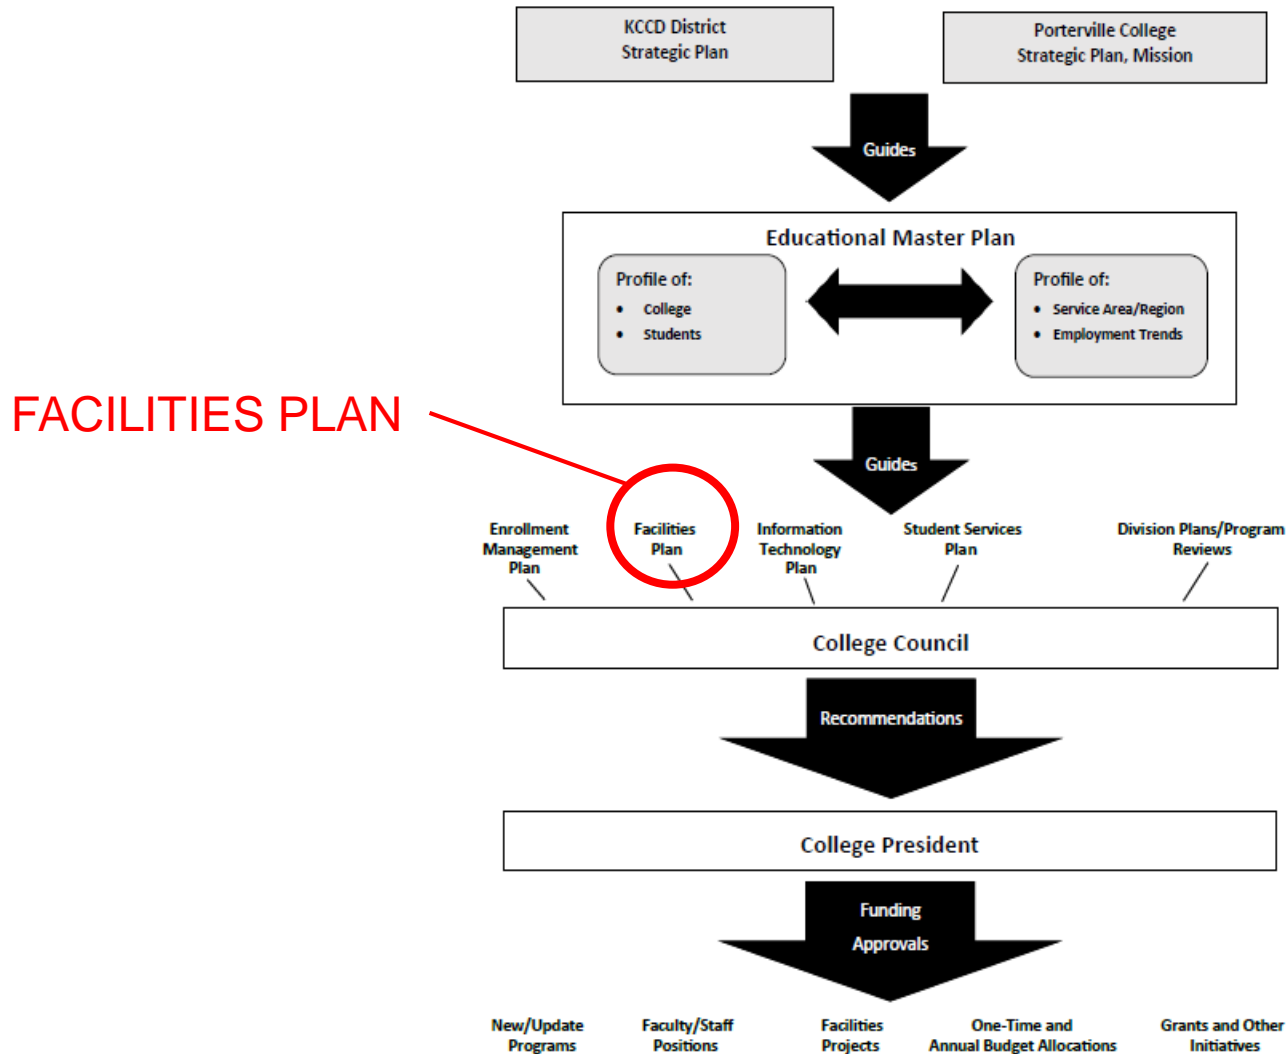 KCCD District
Strategic Plan
Porterville College
Strategic Plan, Mission
Guides
Educational Master Plan
Profile of:
• College
• Students
Profile of:
• Service Area/Region
• Employment Trends
FACILITIES PLAN
Guides
Enrollment
Management
Plan
Facilities
Plan
Information
Technology
Plan
Student Services
Plan
Division Plans/Program
Reviews
College Council
Recommendations
College President
Funding
Approvals
New/Update
Programs
Faculty/Staff
Positions
Facilities
Projects
One-Time and
Annual Budget Allocations
Grants and Other
Initiatives